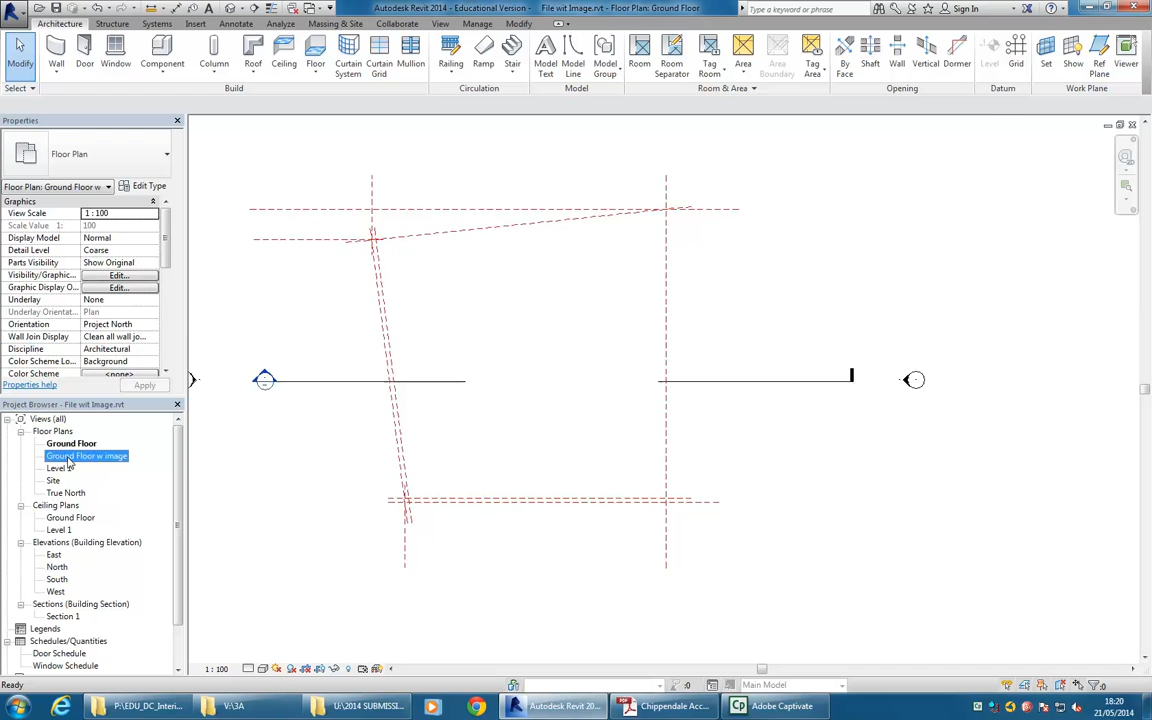 Autodesk Revit 2014 - Educational Version - File wit Image.rvt - Floor Plan: Ground Floor
Type a keyword or phrase
Sign In
Architecture Structure Systems Insert Annotate Analyze Massing & Site Collaborate View Manage Modify
Modify Wall Door Window Component Column Roof Ceiling Floor Curtain System Curtain Grid Mullion Railing Ramp Stair Model Text Model Line Model Group Room Room Separator Tag Room Area Area Boundary Tag Area By Face Shaft Wall Vertical Dormer Level Grid Set Show Ref Plane Viewer
Select Build Circulation Model Room & Area Opening Datum Work Plane
Properties
Floor Plan
Floor Plan: Ground Floor w Edit Type
Graphics
View Scale 1 : 100
Scale Value 1: 100
Display Model Normal
Detail Level Coarse
Parts Visibility Show Original
Visibility/Graphic... Edit...
Graphic Display O... Edit...
Underlay None
Underlay Orientat... Plan
Orientation Project North
Wall Join Display Clean all wall jo...
Discipline Architectural
Color Scheme Lo... Background
Color Scheme <none>
Properties help Apply
Project Browser - File wit Image.rvt
Views (all)
Floor Plans
Ground Floor
Ground Floor w image
Level
Site
True North
Ceiling Plans
Ground Floor
Level 1
Elevations (Building Elevation)
East
North
South
West
Sections (Building Section)
Section 1
Legends
Schedules/Quantities
Door Schedule
Window Schedule
1 : 100
Ready
:0
Main Model
:0
P:\EDU_DC_Interi... V:\3A U:\2014 SUBMISSI... Autodesk Revit 20... Chippendale Acc... Adobe Captivate
18:20
21/05/2014